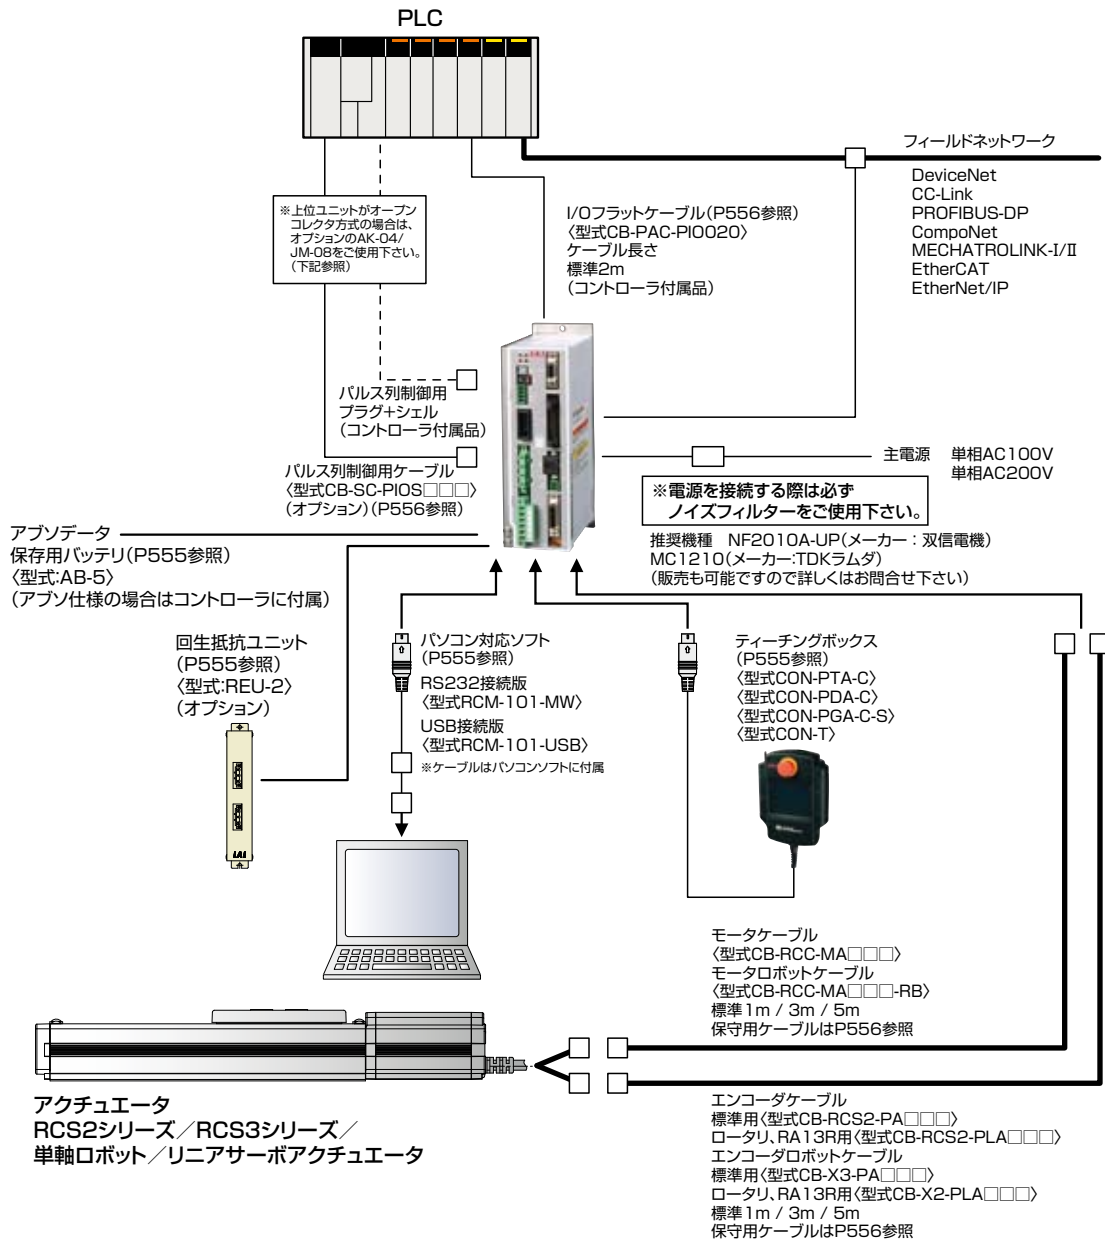 PLC
フィールドネットワーク
DeviceNet
CC-Link
PROFIBUS-DP
CompoNet
MECHATROLINK-I/Ⅱ
EtherCAT
EtherNet/IP
※上位ユニットがオープン
コレクタ方式の場合は、
オプションのAK-04/
JM-08をご使用下さい。
（下記参照）
I/Oフラットケーブル(P556参照)
〈型式CB-PAC-PIO020〉
ケーブル長さ
標準2m
（コントローラ付属品）
パルス列制御用
プラグ+シェル
（コントローラ付属品）
パルス列制御用ケーブル
〈型式CB-SC-PIOS□□□〉
(オプション)(P556参照)
主電源 単相AC100V
単相AC200V
※電源を接続する際は必ず
ノイズフィルターをご使用下さい。
推奨機種 NF2010A-UP(メーカー：双信電機)
MC1210(メーカー:TDKラムダ)
(販売も可能ですので詳しくはお問合せ下さい)
アブソデータ
保存用バッテリ(P555参照)
〈型式:AB-5〉
（アブソ仕様の場合はコントローラに付属）
回生抵抗ユニット
(P555参照)
〈型式:REU-2〉
(オプション)
パソコン対応ソフト
(P555参照)
RS232接続版
〈型式RCM-101-MW〉
USB接続版
〈型式RCM-101-USB〉
※ケーブルはパソコンソフトに付属
ティーチングボックス
(P555参照)
〈型式CON-PTA-C〉
〈型式CON-PDA-C〉
〈型式CON-PGA-C-S〉
〈型式CON-T〉
IAI
モータケーブル
〈型式CB-RCC-MA□□□〉
モータロボットケーブル
〈型式CB-RCC-MA□□□-RB〉
標準1m / 3m / 5m
保守用ケーブルはP556参照
アクチュエータ
RCS2シリーズ／RCS3シリーズ／
単軸ロボット／リニアサーボアクチュエータ
エンコーダケーブル
標準用〈型式CB-RCS2-PA□□□〉
ロータリ、RA13R用〈型式CB-RCS2-PLA□□□〉
エンコーダロボットケーブル
標準用〈型式CB-X3-PA□□□〉
ロータリ、RA13R用〈型式CB-X2-PLA□□□〉
標準1m / 3m / 5m
保守用ケーブルはP556参照